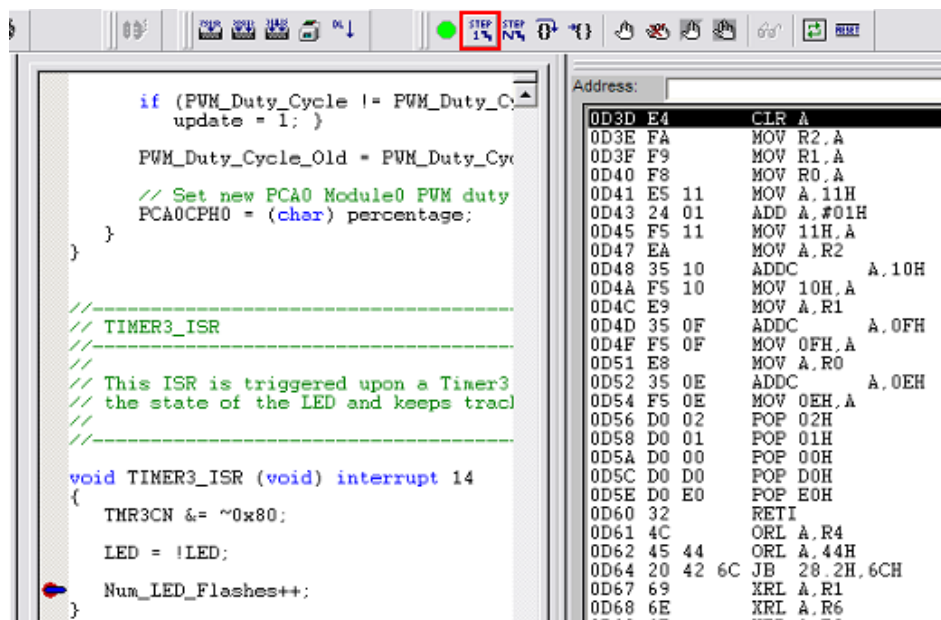 STEP 1 STEP N
if (PWM_Duty_Cycle != PWM_Duty_Cy
update = 1; }
PWM_Duty_Cycle_Old = PWM_Duty_Cyc
// Set new PCA0 Module0 PWM duty
PCA0CPH0 = (char) percentage;
}
}
//------------------------------------------------
// TIMER3_ISR
//------------------------------------------------
//
// This ISR is triggered upon a Timer3
// the state of the LED and keeps tracl
//
//------------------------------------------------
void TIMER3_ISR (void) interrupt 14
{
TMR3CN &= ~0x80;
LED = !LED;
Num_LED_Flashes++;
}
Address:
0D3D E4 CLR A
0D3E FA MOV R2,A
0D3F F9 MOV R1,A
0D40 F8 MOV R0,A
0D41 E5 11 MOV A,11H
0D43 24 01 ADD A,#01H
0D45 F5 11 MOV 11H,A
0D47 EA MOV A,R2
0D48 35 10 ADDC A,10H
0D4A F5 10 MOV 10H,A
0D4C E9 MOV A,R1
0D4D 35 0F ADDC A,0FH
0D4F F5 0F MOV 0FH,A
0D51 E8 MOV A,R0
0D52 35 0E ADDC A,0EH
0D54 F5 0E MOV 0EH,A
0D56 D0 02 POP 02H
0D58 D0 01 POP 01H
0D5A D0 00 POP 00H
0D5C D0 D0 POP D0H
0D5E D0 E0 POP E0H
0D60 32 RETI
0D61 4C ORL A,R4
0D62 45 44 ORL A,44H
0D64 20 42 6C JB 28.2H,6CH
0D67 69 XRL A,R1
0D68 6E XRL A,R6